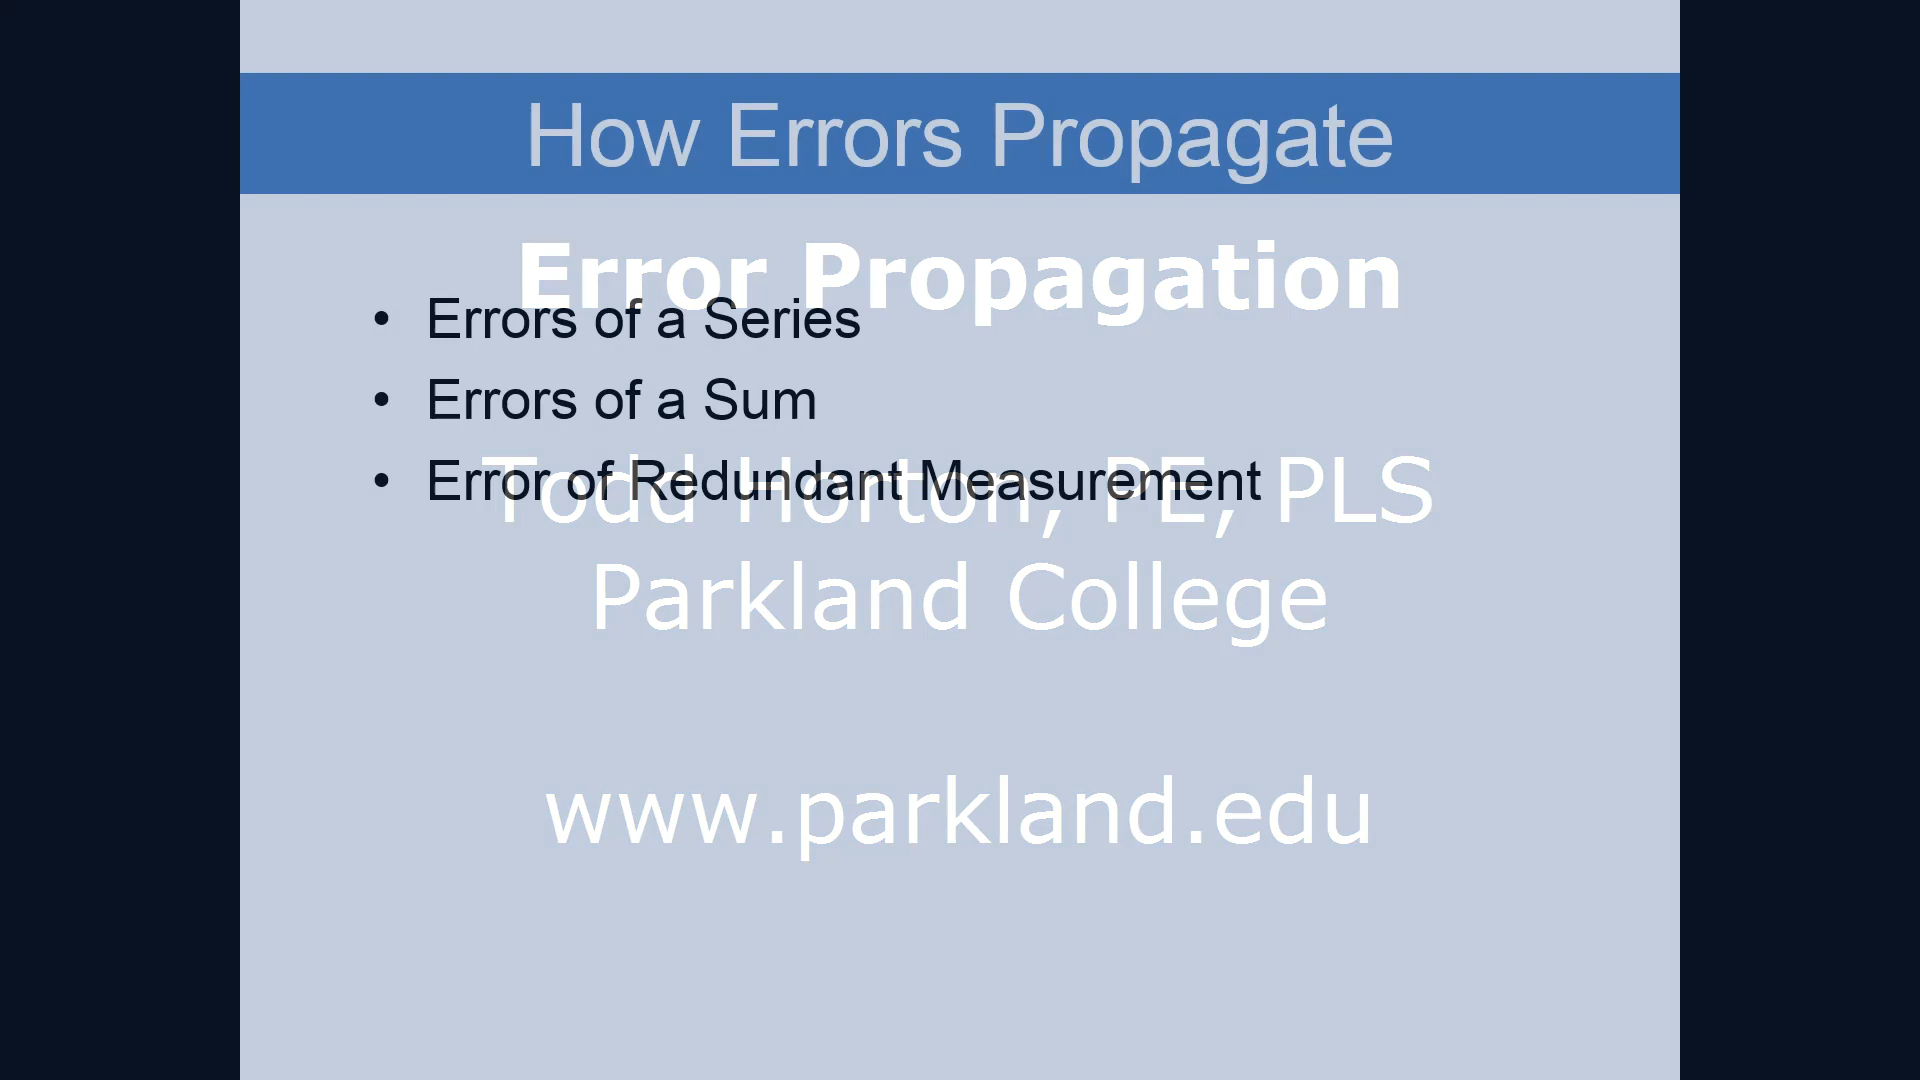 How Errors Propagate
Error Propagation
• Errors of a Series
• Errors of a Sum
• Error of Redundant Measurement
Todd Horton, PE, PLS
Parkland College
www.parkland.edu